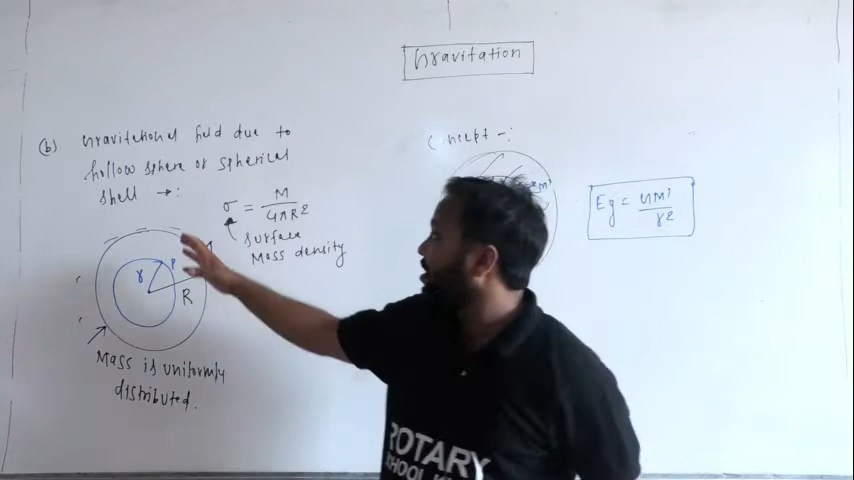 Gravitation
(b) Gravitational field due to
hollow sphere or spherical
shell →:
σ = M / 4πR²
surface
Mass density
r P
R
Mass is uniformly
distributed.
Concept -:
M'
Eg = GM' / r²
ROTARY